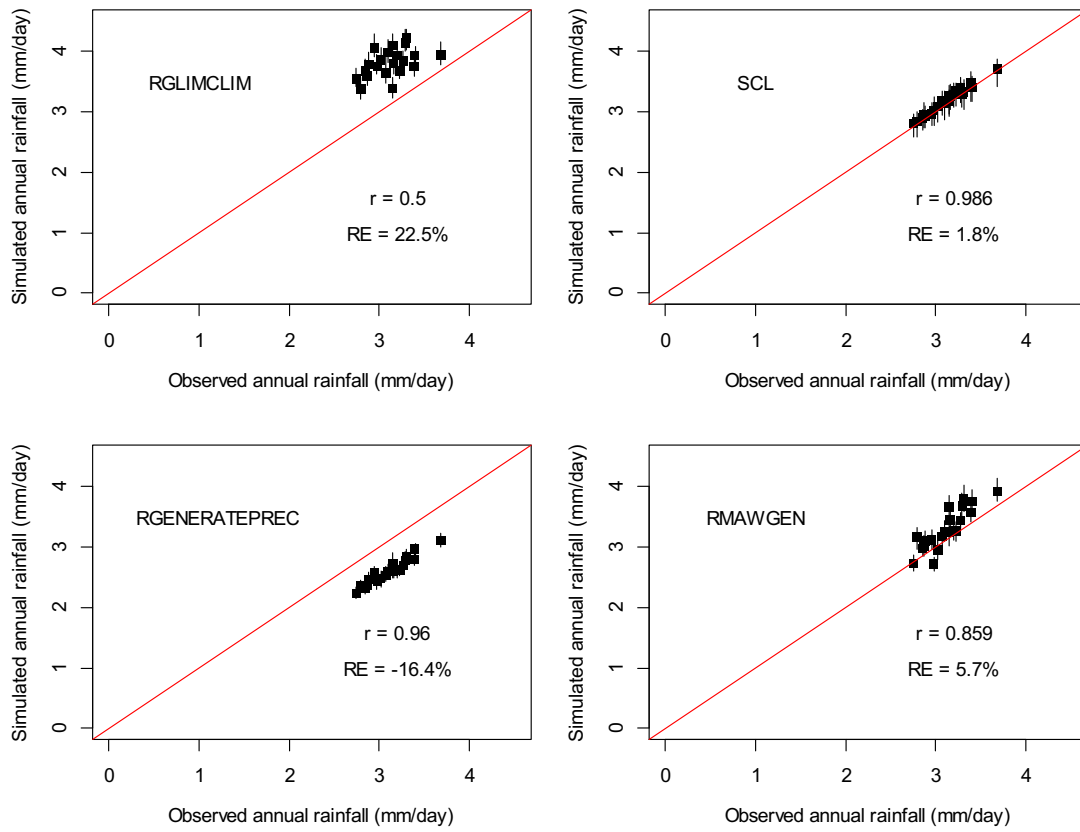 RGLIMCLIM
r = 0.5
RE = 22.5%
0
1
2
3
4
Simulated annual rainfall (mm/day)
0 1 2 3 4
Observed annual rainfall (mm/day)
SCL
r = 0.986
RE = 1.8%
0
1
2
3
4
Simulated annual rainfall (mm/day)
0 1 2 3 4
Observed annual rainfall (mm/day)
RGENERATEPREC
r = 0.96
RE = -16.4%
0
1
2
3
4
Simulated annual rainfall (mm/day)
0 1 2 3 4
Observed annual rainfall (mm/day)
RMAWGEN
r = 0.859
RE = 5.7%
0
1
2
3
4
Simulated annual rainfall (mm/day)
0 1 2 3 4
Observed annual rainfall (mm/day)